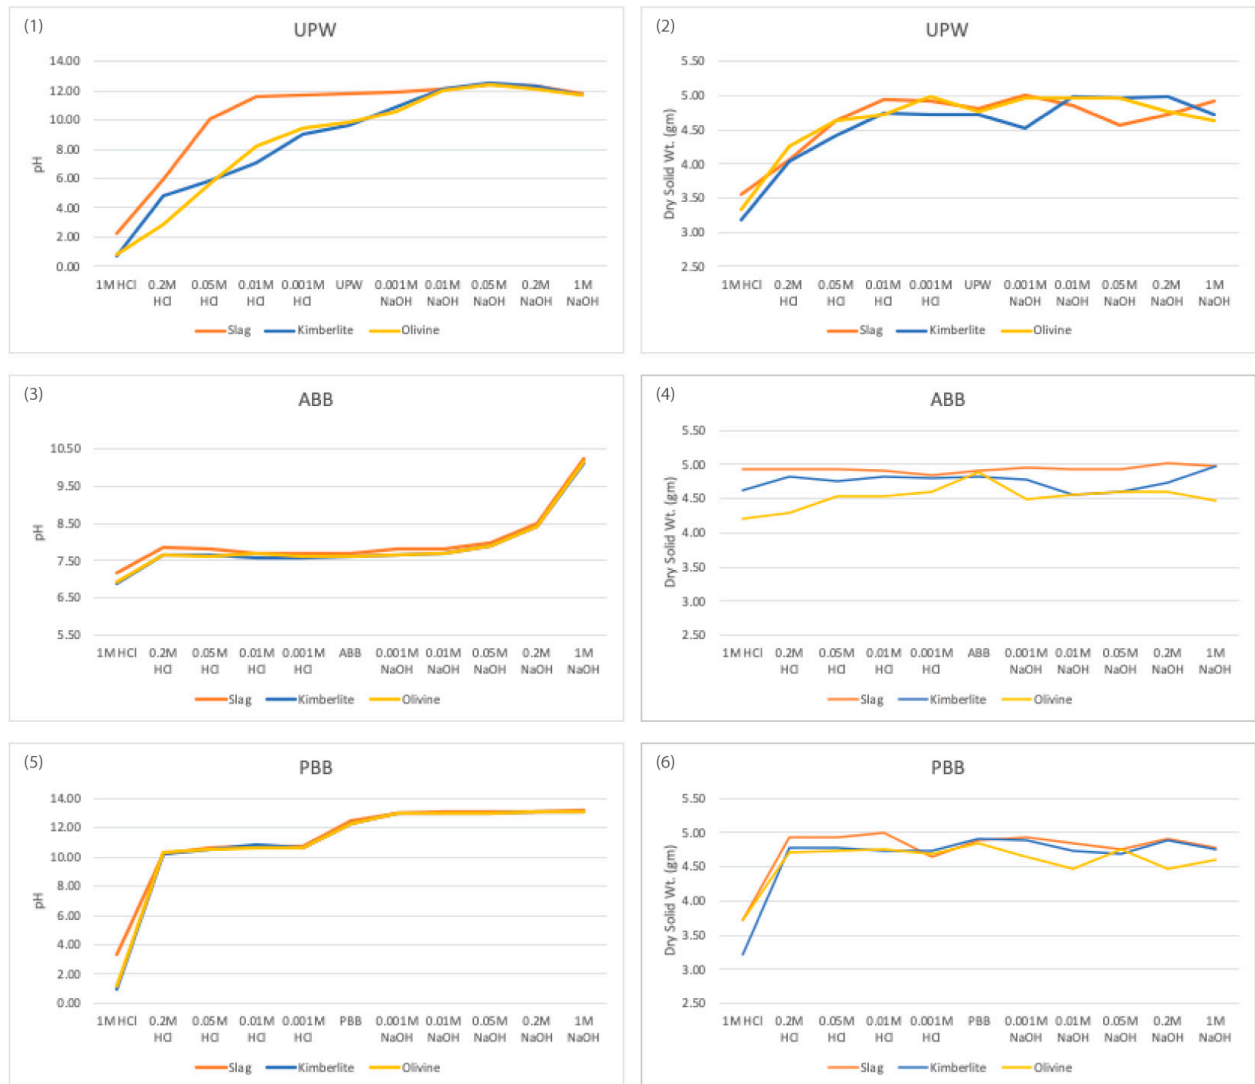 (1)
UPW
14.00
12.00
10.00
8.00
6.00
4.00
2.00
0.00
pH
1M HCl 0.2M 0.05M 0.01M 0.001M UPW 0.001M 0.01M 0.05M 0.2M 1M
HCl HCl HCl HCl NaOH NaOH NaOH NaOH NaOH
Slag Kimberlite Olivine
(2)
UPW
5.50
5.00
4.50
4.00
3.50
3.00
2.50
Dry Solid Wt. (gm)
1M HCl 0.2M 0.05M 0.01M 0.001M UPW 0.001M 0.01M 0.05M 0.2M 1M
HCl HCl HCl HCl NaOH NaOH NaOH NaOH NaOH
Slag Kimberlite Olivine
(3)
ABB
10.50
9.50
8.50
7.50
6.50
5.50
pH
1M HCl 0.2M 0.05M 0.01M 0.001M ABB 0.001M 0.01M 0.05M 0.2M 1M
HCl HCl HCl HCl NaOH NaOH NaOH NaOH NaOH
Slag Kimberlite Olivine
(4)
ABB
5.50
5.00
4.50
4.00
3.50
3.00
2.50
Dry Solid Wt. (gm)
1M HCl 0.2M 0.05M 0.01M 0.001M ABB 0.001M 0.01M 0.05M 0.2M 1M
HCl HCl HCl HCl NaOH NaOH NaOH NaOH NaOH
Slag Kimberlite Olivine
(5)
PBB
14.00
12.00
10.00
8.00
6.00
4.00
2.00
0.00
pH
1M HCl 0.2M 0.05M 0.01M 0.001M PBB 0.001M 0.01M 0.05M 0.2M 1M
HCl HCl HCl HCl NaOH NaOH NaOH NaOH NaOH
Slag Kimberlite Olivine
(6)
PBB
5.50
5.00
4.50
4.00
3.50
3.00
2.50
Dry Solid Wt. (gm)
1M HCl 0.2M 0.05M 0.01M 0.001M PBB 0.001M 0.01M 0.05M 0.2M 1M
HCl HCl HCl HCl NaOH NaOH NaOH NaOH NaOH
Slag Kimberlite Olivine